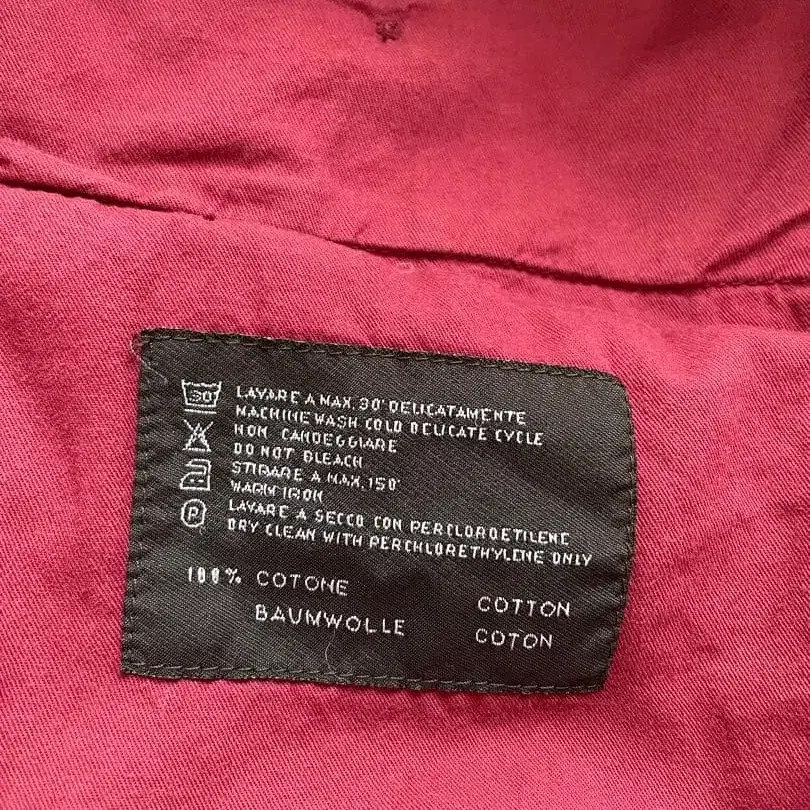 30°
LAVARE A MAX. 30° DELICATAMENTE
MACHINE WASH COLD DELICATE CYCLE
NON CANDEGGIARE
DO NOT BLEACH
STIRARE A MAX. 150°
WARM IRON
P
LAVARE A SECCO CON PERCLOROETILENE
DRY CLEAN WITH PERCHLORETHYLENE ONLY
100% COTONE COTTON
BAUMWOLLE COTON